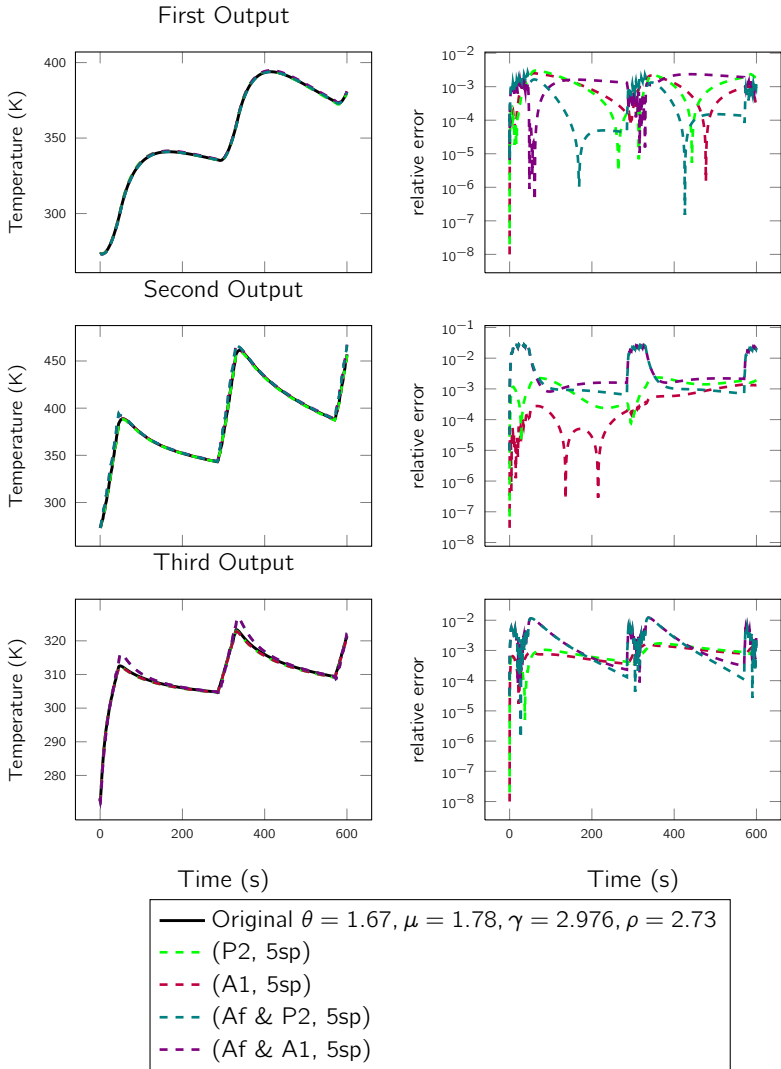 First Output
Temperature (K)
400
350
300
relative error
10−2
10−3
10−4
10−5
10−6
10−7
10−8
Second Output
Temperature (K)
450
400
350
300
relative error
10−1
10−2
10−3
10−4
10−5
10−6
10−7
10−8
Third Output
Temperature (K)
320
310
300
290
280
0
200
400
600
Time (s)
relative error
10−2
10−3
10−4
10−5
10−6
10−7
10−8
0
200
400
600
Time (s)
Original θ = 1.67, μ = 1.78, γ = 2.976, ρ = 2.73
(P2, 5sp)
(A1, 5sp)
(Af & P2, 5sp)
(Af & A1, 5sp)